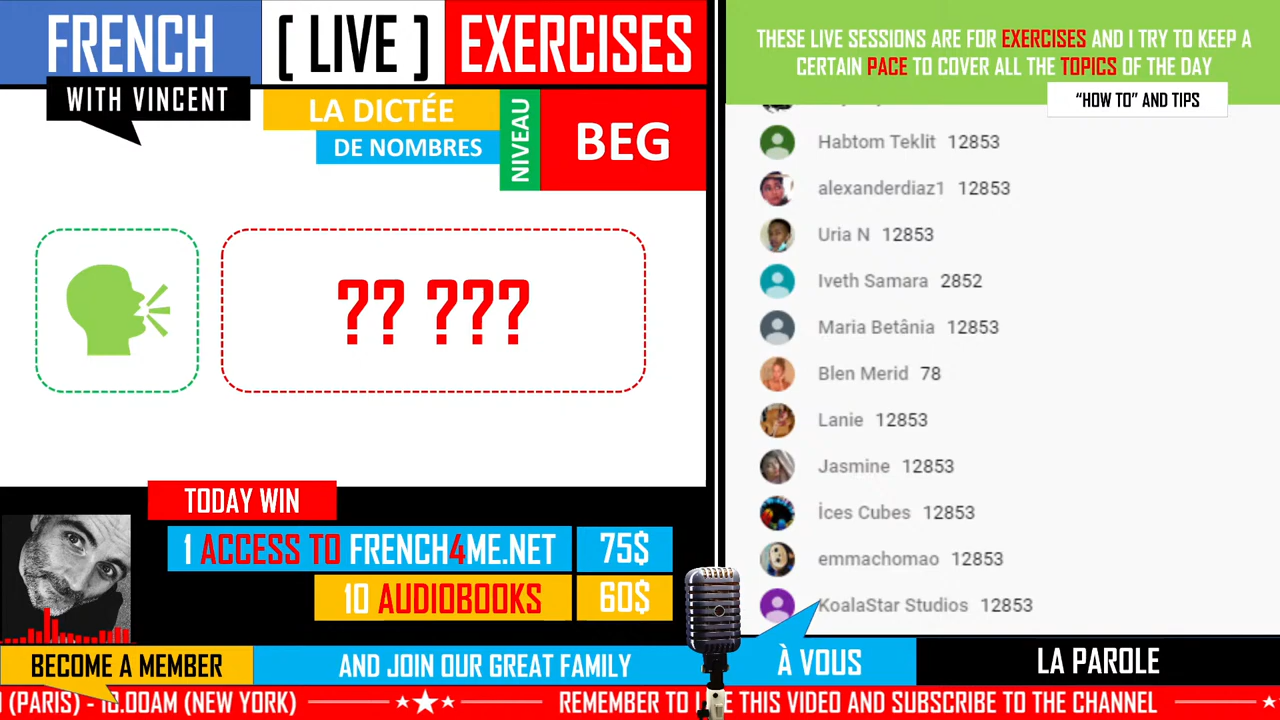 FRENCH
[ LIVE ]
EXERCISES
WITH VINCENT
LA DICTÉE
DE NOMBRES
NIVEAU
BEG
THESE LIVE SESSIONS ARE FOR EXERCISES AND I TRY TO KEEP A
CERTAIN PACE TO COVER ALL THE TOPICS OF THE DAY
“HOW TO” AND TIPS
?? ???
Habtom Teklit 12853
alexanderdiaz1 12853
Uria N 12853
Iveth Samara 2852
Maria Betânia 12853
Blen Merid 78
Lanie 12853
Jasmine 12853
İces Cubes 12853
emmachomao 12853
KoalaStar Studios 12853
TODAY WIN
1 ACCESS TO FRENCH4ME.NET 75$
10 AUDIOBOOKS 60$
BECOME A MEMBER
AND JOIN OUR GREAT FAMILY
À VOUS
LA PAROLE
(PARIS) - 10.00AM (NEW YORK)
REMEMBER TO LIKE THIS VIDEO AND SUBSCRIBE TO THE CHANNEL